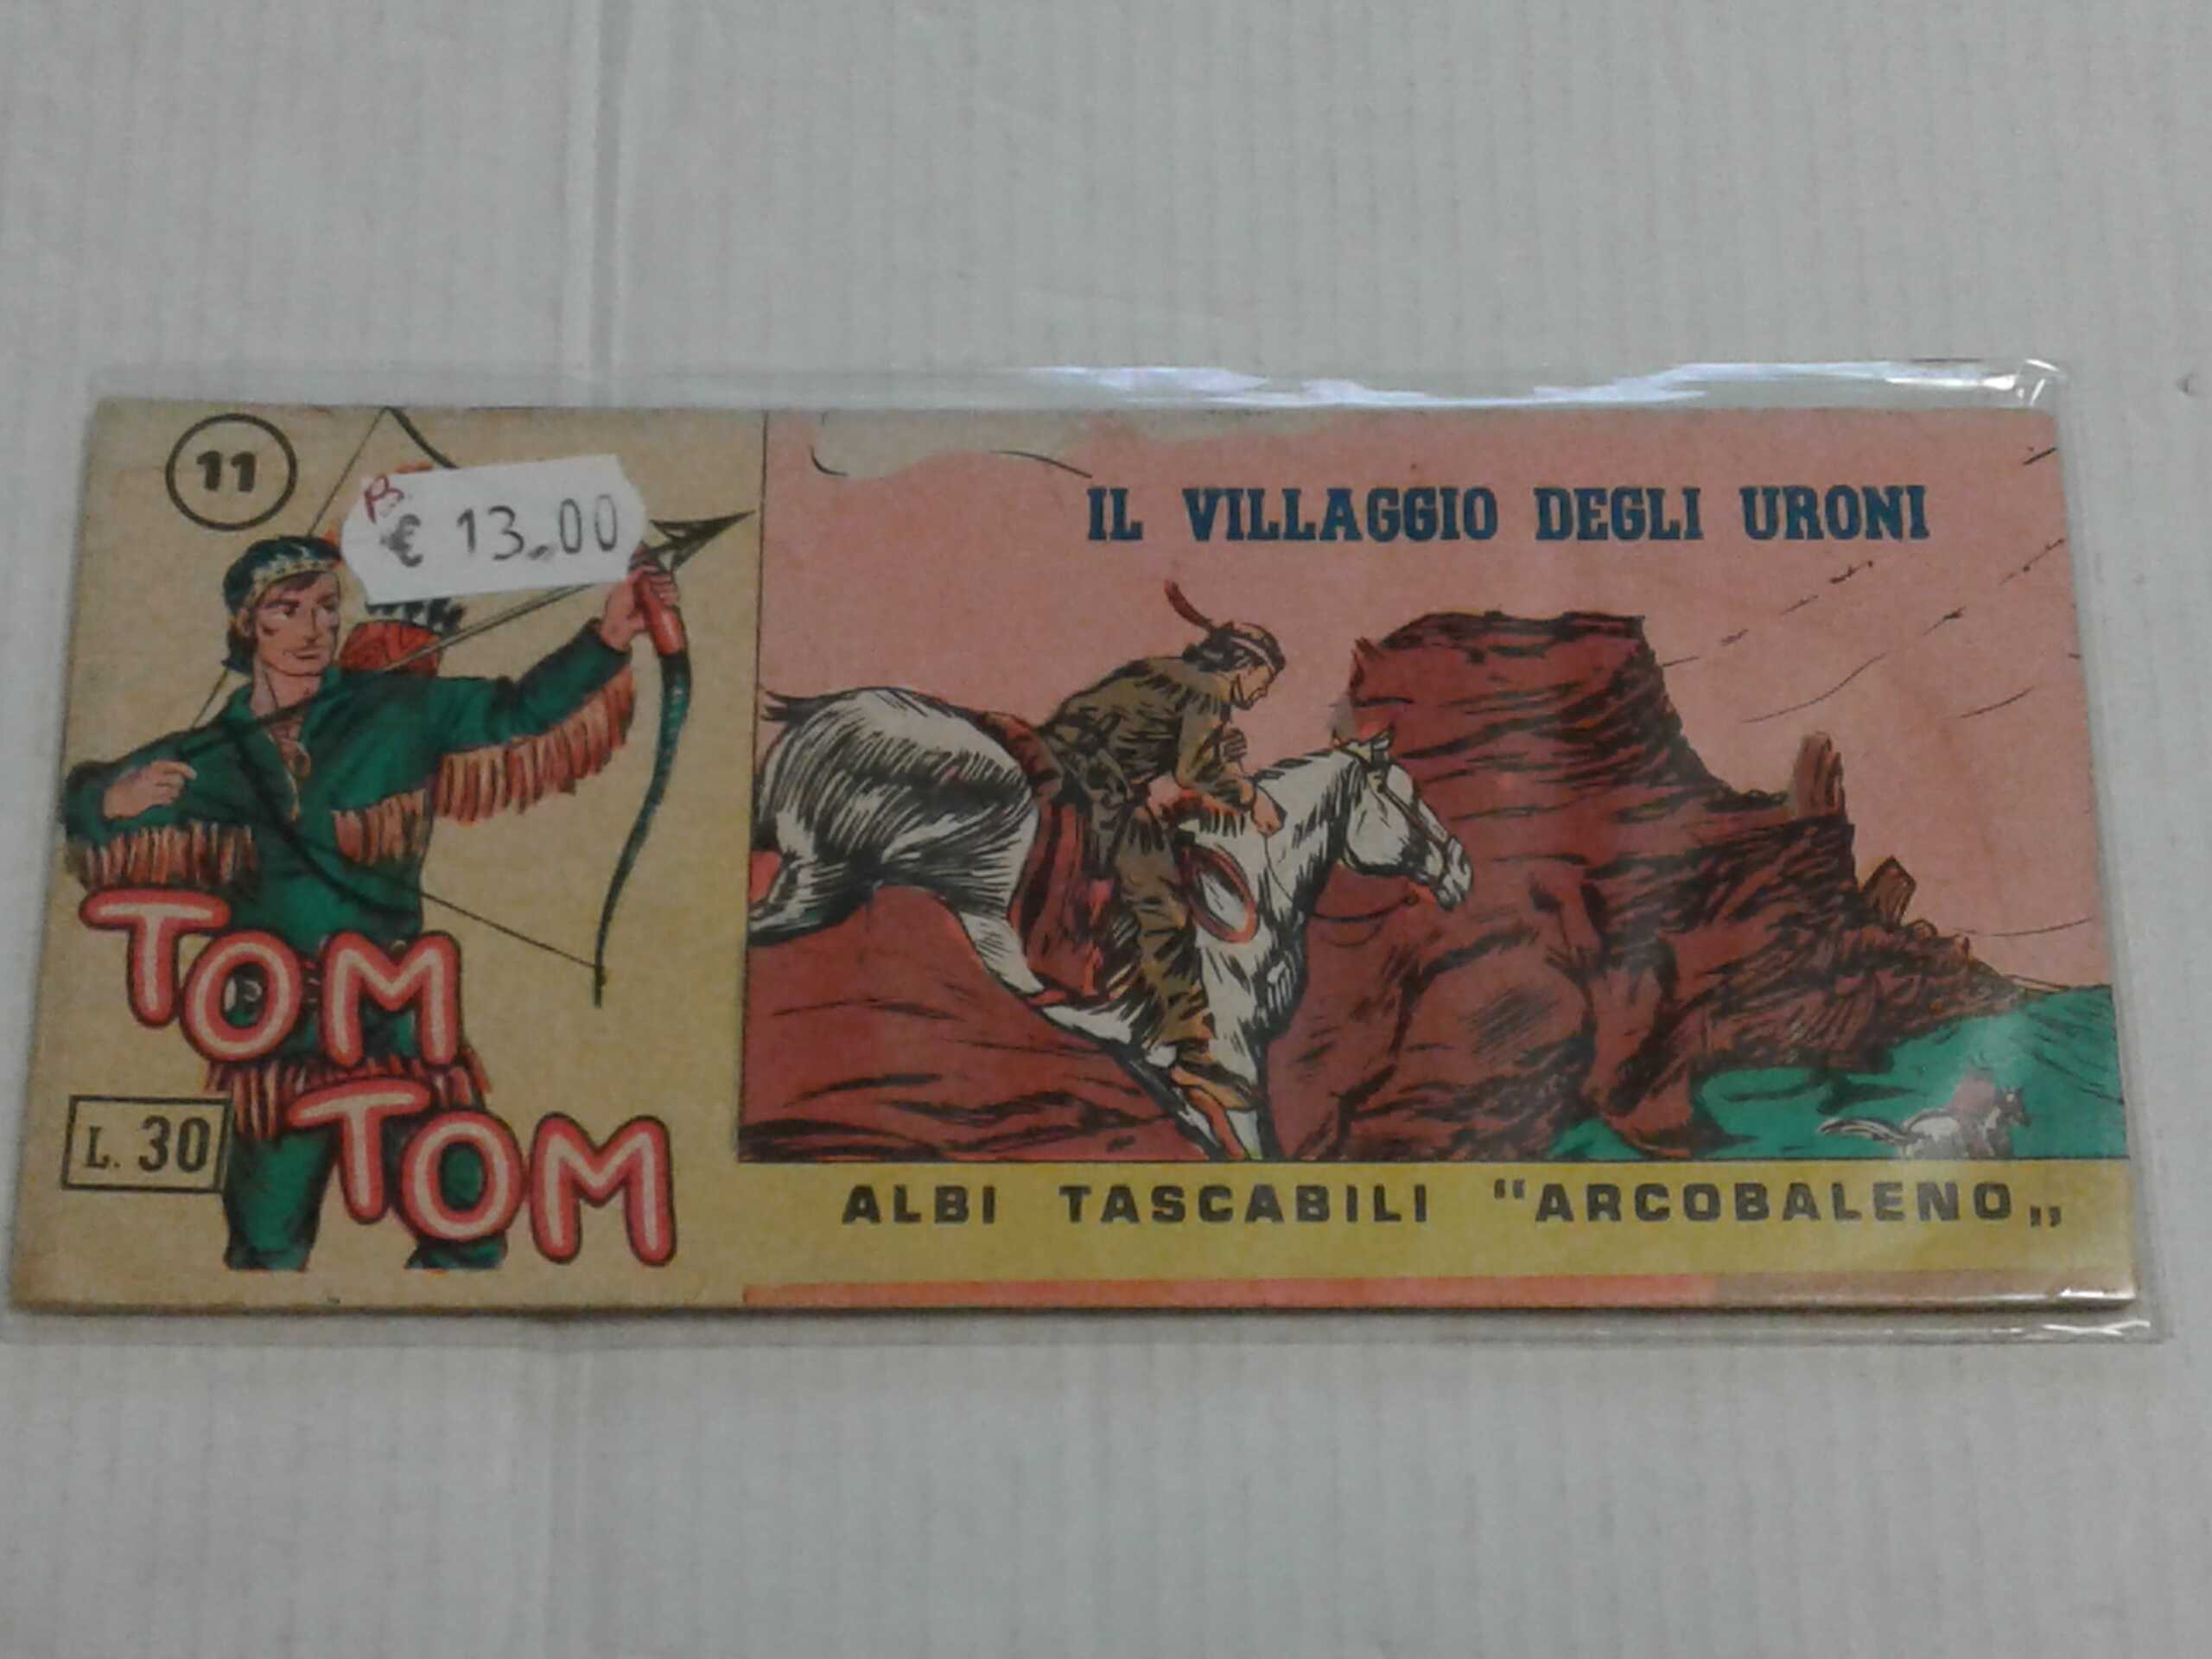 11
B
€ 13.00
IL VILLAGGIO DEGLI URONI
TOM
TOM
L. 30
ALBI TASCABILI "ARCOBALENO„